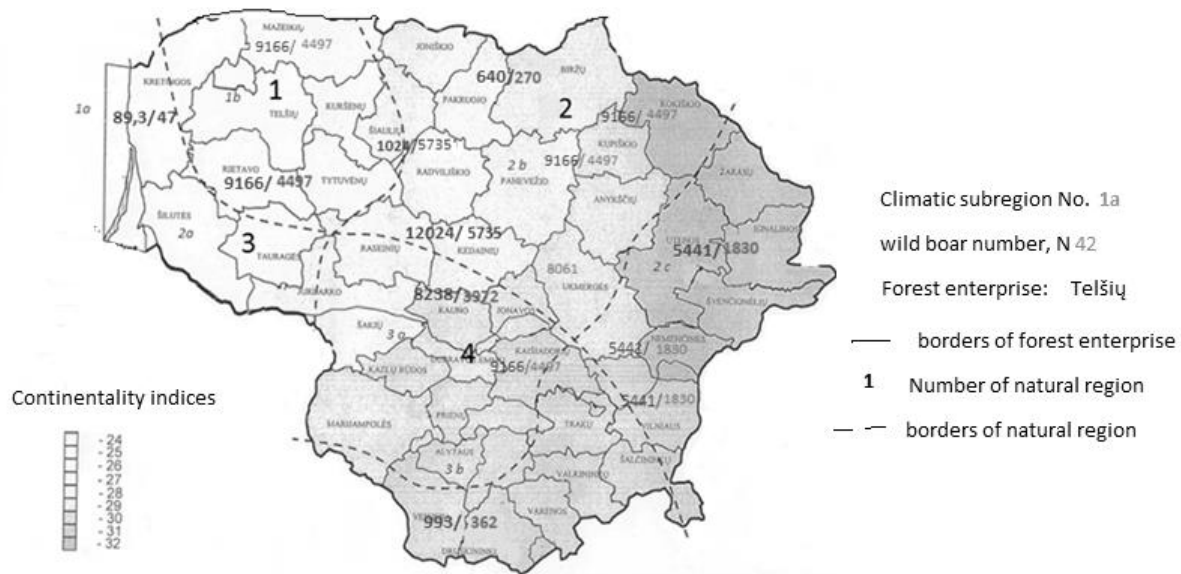 MAŽEIKIŲ
9166/ 4497
JONIŠKIO
640/270
BIRŽŲ
KRETINGOS
1a
1b
1
TELŠIŲ
KURŠĖNŲ
PAKRUOJO
2
ROKIŠKIO
89,3/47
ŠIAULIŲ
9166/ 4497
1024/5735
2 b
9166/ 4497
KUPIŠKIO
ZARASŲ
RIETAVO
9166/ 4497
TYTUVĖNŲ
RADVILIŠKIO
PANEVĖŽIO
ANYKŠČIŲ
ŠILUTĖS
2a
3
TAURAGĖS
RASEINIŲ
12024/ 5735
KĖDAINIŲ
UTENOS
5441/ 1830
IGNALINOS
2 c
8061
UKMERGĖS
JURBARKO
8238/3972
KAUNO
JONAVOS
ŠVENČIONĖLIŲ
ŠAKIŲ
3 a
4
KAIŠIADORIŲ
9166/4497
NEMENČINĖS
5441/ 1830
KAZLŲ RŪDOS
5441/1830
VILNIAUS
MARIJAMPOLĖS
PRIENŲ
TRAKŲ
ALYTAUS
3 b
VALKININKŲ
ŠALČININKŲ
993/ 362
VARĖNOS
DRUSKININKŲ
Climatic subregion No. 1a
wild boar number, N 42
Forest enterprise: Telšių
borders of forest enterprise
1 Number of natural region
borders of natural region
Continentality indices
- 24
- 25
- 26
- 27
- 28
- 29
- 30
- 31
- 32